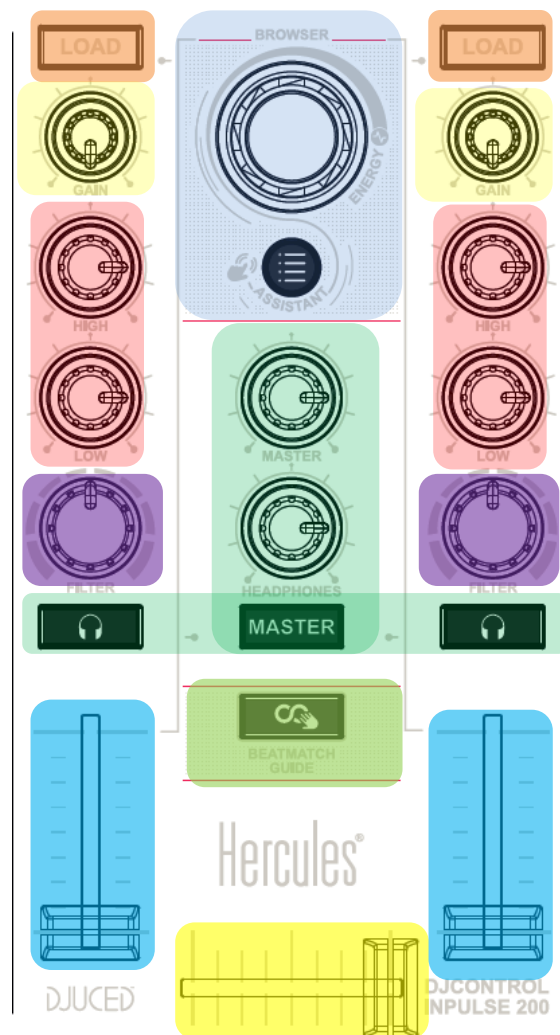 LOAD
BROWSER
LOAD
ENERGY
GAIN
GAIN
ASSISTANT
HIGH
HIGH
LOW
MASTER
LOW
FILTER
HEADPHONES
FILTER
MASTER
BEATMATCH
GUIDE
Hercules®
DJUCED
DJCONTROL
INPULSE 200